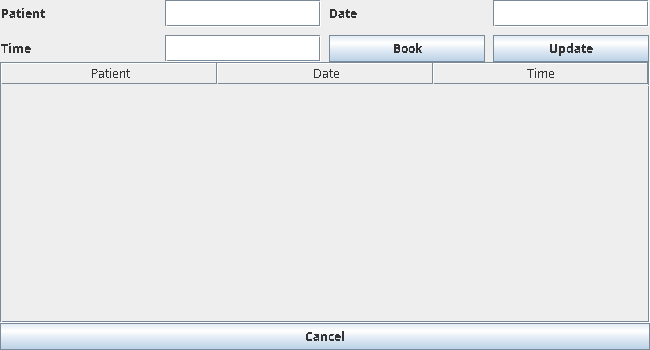 Patient Date
Time Book Update
Patient Date Time
Cancel